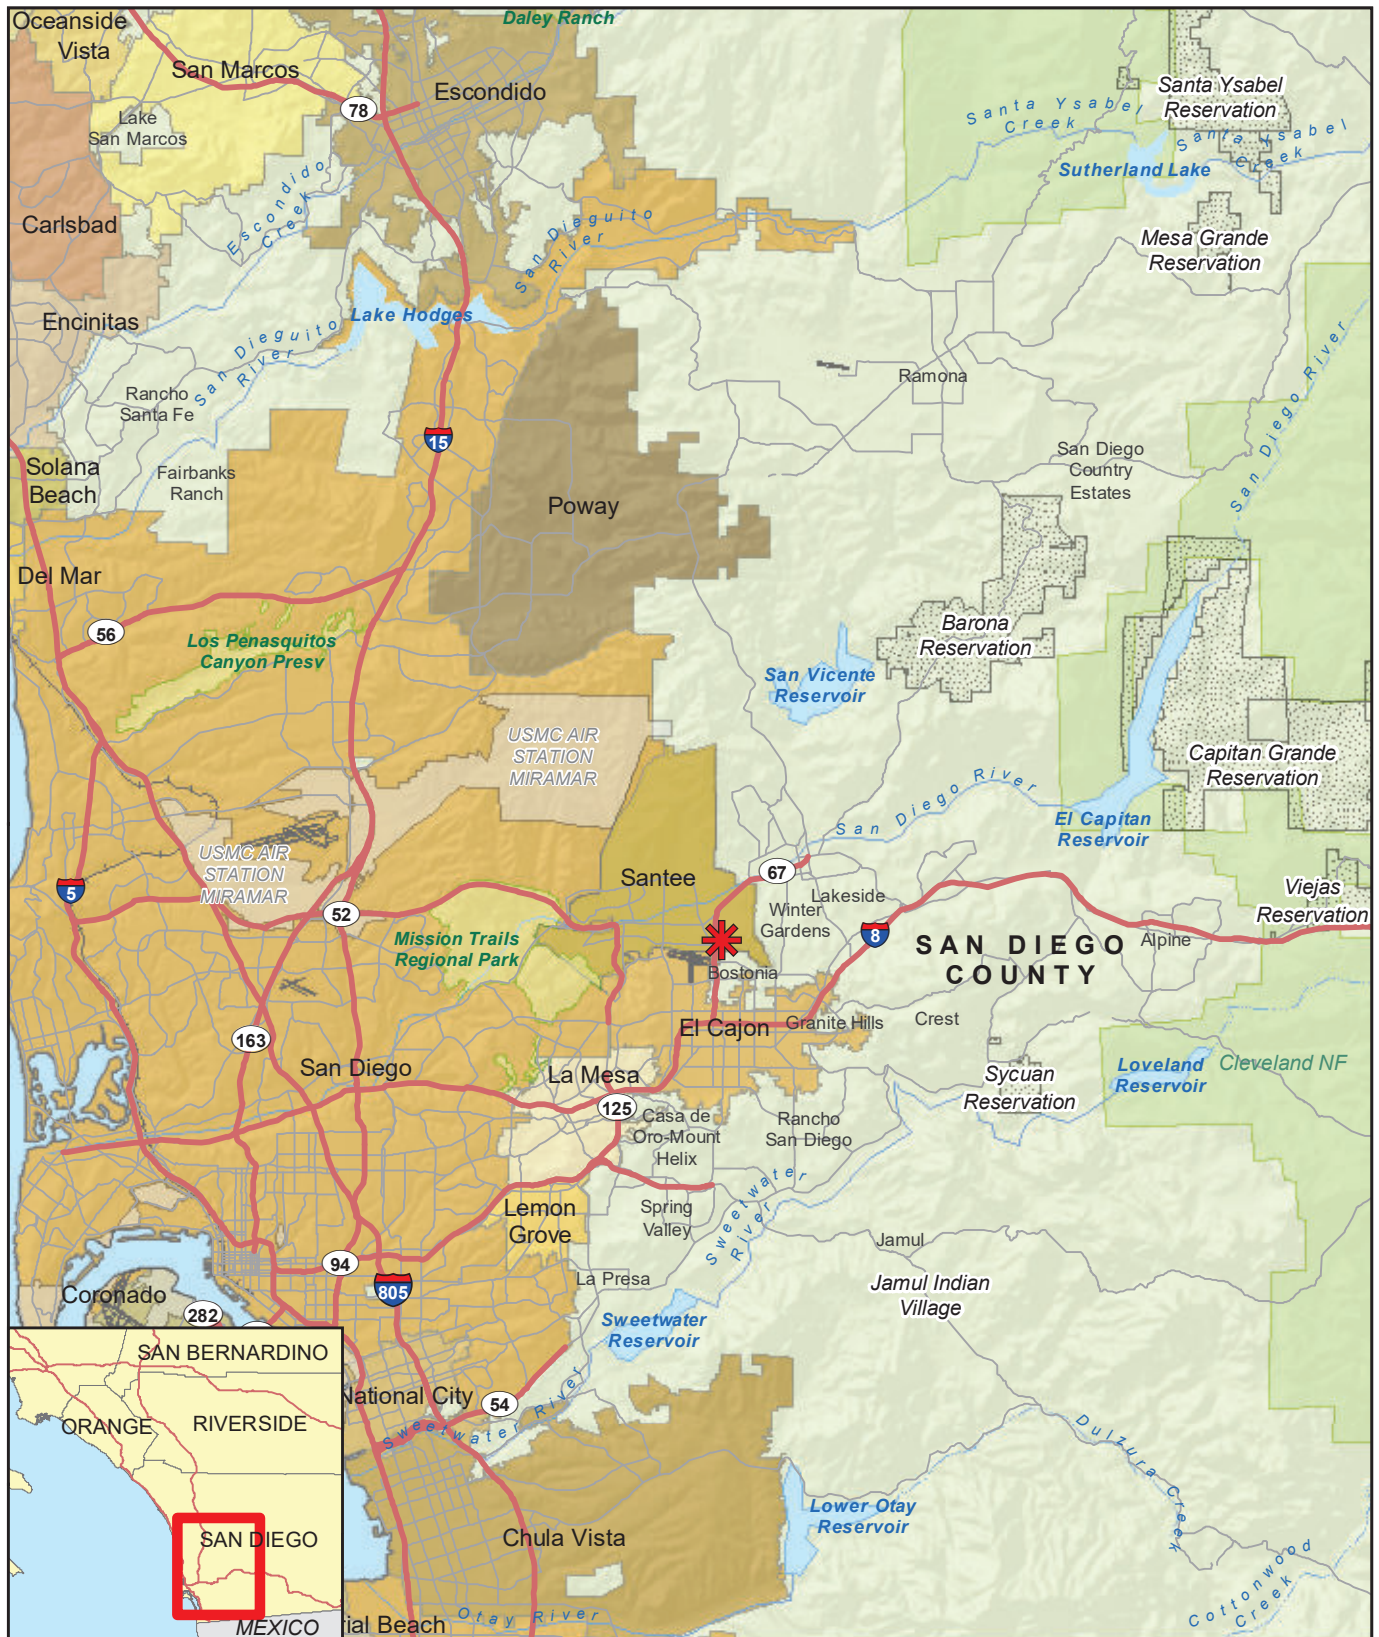 Oceanside
Vista
Daley Ranch
San Marcos
Escondido
78
Lake
San Marcos
Santa Ysabel
Reservation
Santa Ysabel
Creek
Santa Ysabel
Creek
Sutherland Lake
Escondido
Creek
Carlsbad
San Dieguito
River
Mesa Grande
Reservation
Encinitas
Lake Hodges
San Dieguito
River
San Diego River
Ramona
Rancho
Santa Fe
15
San Diego
Country
Estates
Solana
Beach
Fairbanks
Ranch
Poway
Del Mar
56
Los Penasquitos
Canyon Presv
Barona
Reservation
San Vicente
Reservoir
USMC AIR
STATION
MIRAMAR
Capitan Grande
Reservation
San Diego River
El Capitan
Reservoir
USMC AIR
STATION
MIRAMAR
5
Santee
67
Lakeside
Winter
Gardens
Viejas
Reservation
52
8
Mission Trails
Regional Park
SAN DIEGO
COUNTY
Alpine
Bostonia
163
El Cajon
Granite Hills
Crest
San Diego
La Mesa
Sycuan
Reservation
Loveland
Reservoir
Cleveland NF
125
Casa de
Oro-Mount
Helix
Rancho
San Diego
Sweetwater
River
Lemon
Grove
Spring
Valley
Jamul
94
La Presa
Jamul Indian
Village
805
Coronado
282
Sweetwater
Reservoir
SAN BERNARDINO
ORANGE
RIVERSIDE
SAN DIEGO
MEXICO
National City
54
Sweetwater River
Dulzura Creek
Lower Otay
Reservoir
Chula Vista
Cottonwood
Creek
Otay River
rial Beach